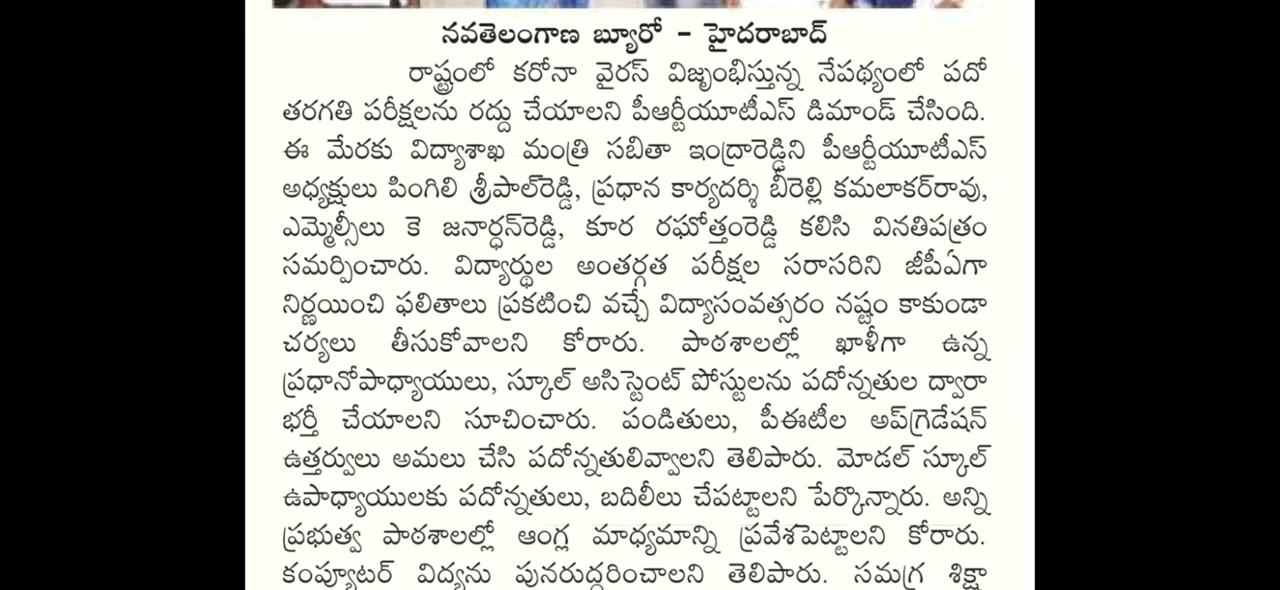 నవతెలంగాణ బ్యూరో - హైదరాబాద్
రాష్ట్రంలో కరోనా వైరస్ విజృంభిస్తున్న నేపథ్యంలో పదో
తరగతి పరీక్షలను రద్దు చేయాలని పీఆర్టీయూటీఎస్ డిమాండ్ చేసింది.
ఈ మేరకు విద్యాశాఖ మంత్రి సబితా ఇంద్రారెడ్డిని పీఆర్టీయూటీఎస్
అధ్యక్షులు పింగిలి శ్రీపాల్‌రెడ్డి, ప్రధాన కార్యదర్శి బీరెల్లి కమలాకర్‌రావు,
ఎమ్మెల్సీలు కె జనార్ధన్‌రెడ్డి, కూర రఘోత్తంరెడ్డి కలిసి వినతిపత్రం
సమర్పించారు. విద్యార్థుల అంతర్గత పరీక్షల సరాసరిని జీపీఏగా
నిర్ణయించి ఫలితాలు ప్రకటించి వచ్చే విద్యాసంవత్సరం నష్టం కాకుండా
చర్యలు తీసుకోవాలని కోరారు. పాఠశాలల్లో ఖాళీగా ఉన్న
ప్రధానోపాధ్యాయులు, స్కూల్ అసిస్టెంట్ పోస్టులను పదోన్నతుల ద్వారా
భర్తీ చేయాలని సూచించారు. పండితులు, పీఈటీల అప్‌గ్రెడేషన్
ఉత్తర్వులు అమలు చేసి పదోన్నతులివ్వాలని తెలిపారు. మోడల్ స్కూల్
ఉపాధ్యాయులకు పదోన్నతులు, బదిలీలు చేపట్టాలని పేర్కొన్నారు. అన్ని
ప్రభుత్వ పాఠశాలల్లో ఆంగ్ల మాధ్యమాన్ని ప్రవేశపెట్టాలని కోరారు.
కంప్యూటర్ విద్యను పునరుద్ధరించాలని తెలిపారు. సమగ్ర శిక్షా